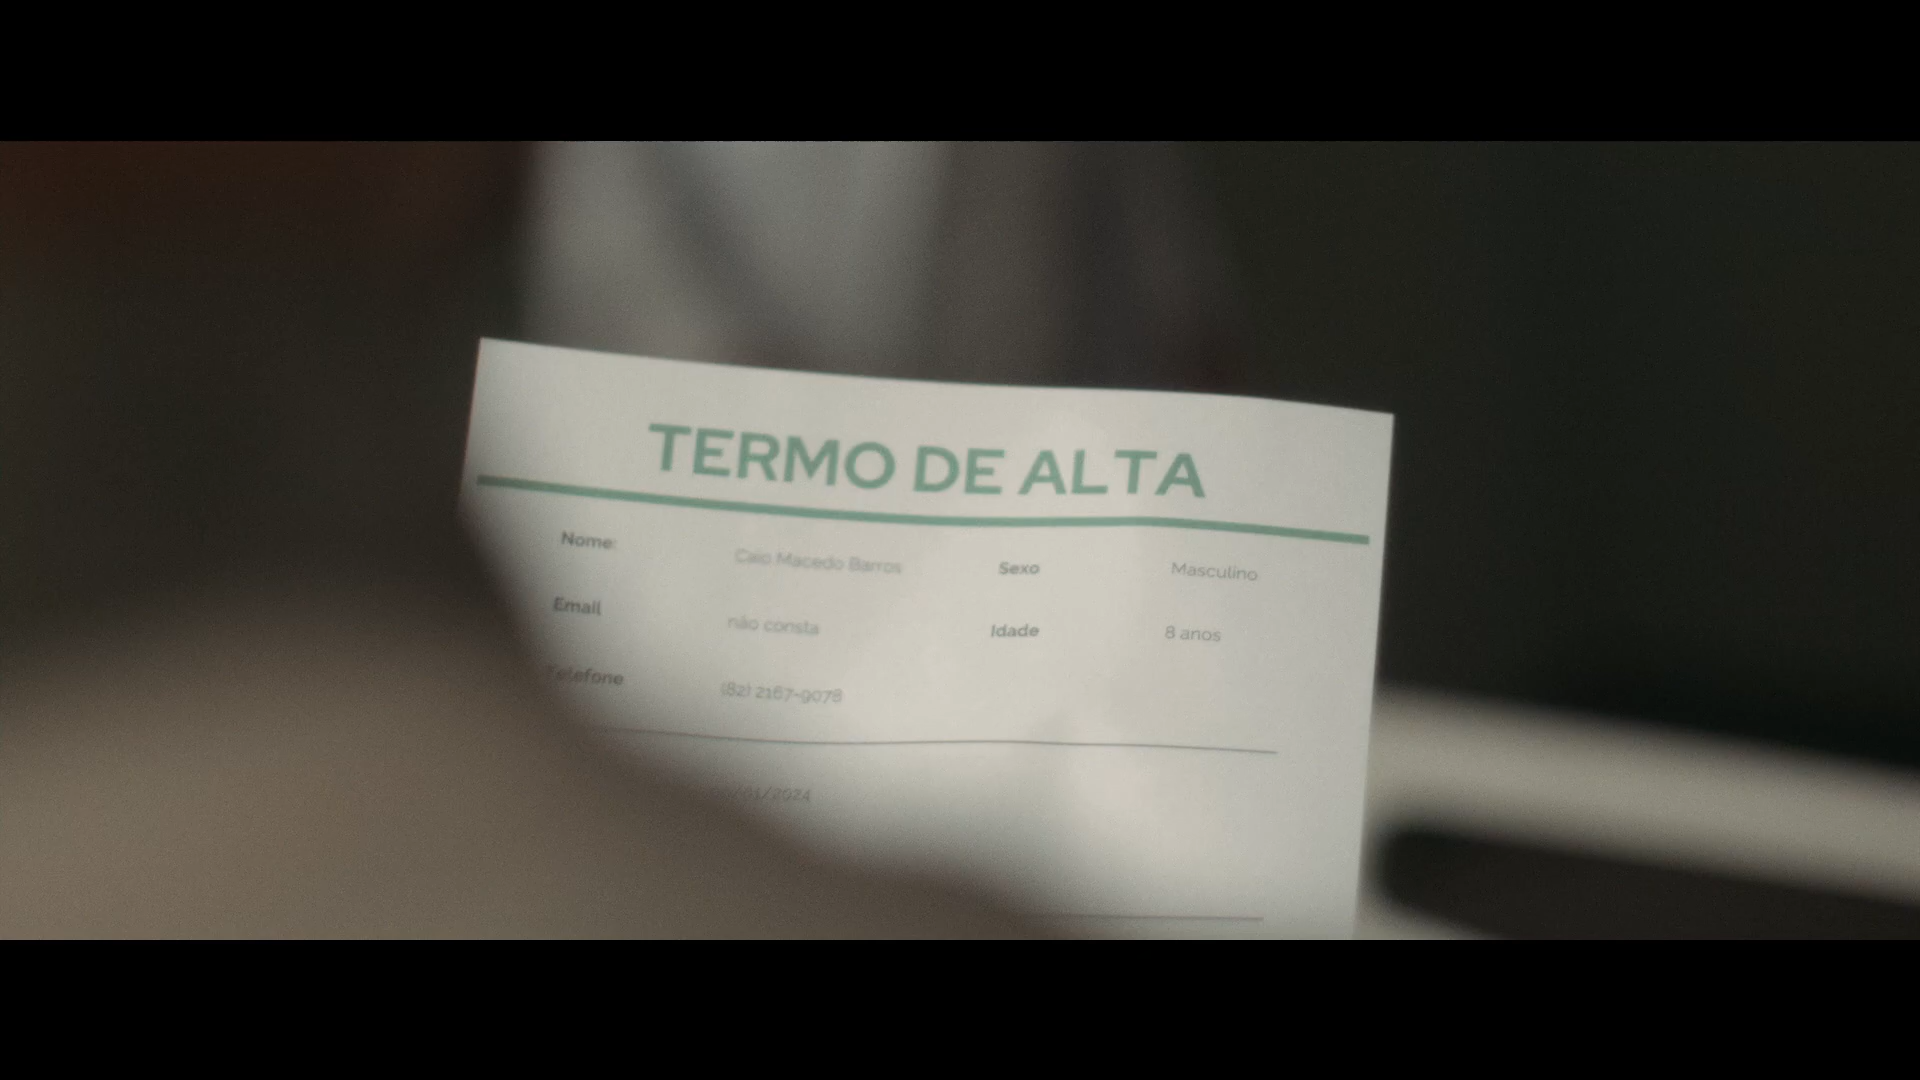 TERMO DE ALTA
Nome: Caio Macedo Barros Sexo Masculino
Email não consta Idade 8 anos
Telefone (82) 2167-9078
/2024